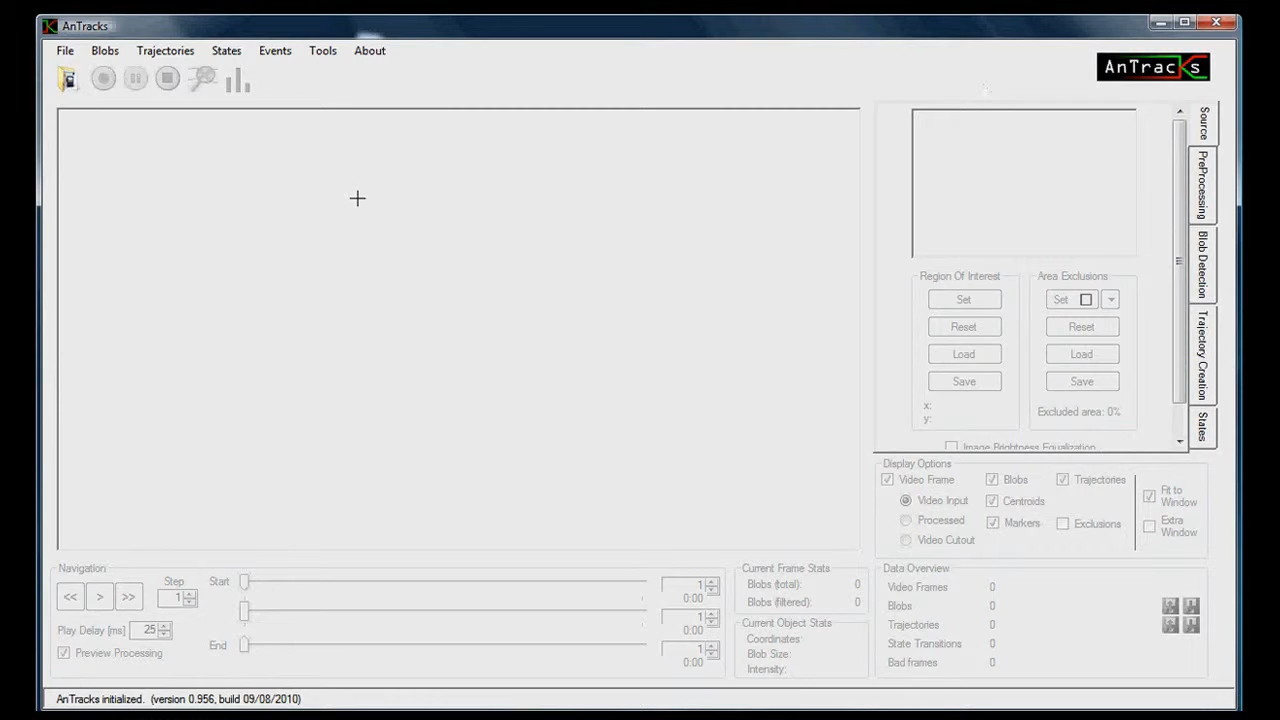 AnTracks
File Blobs Trajectories States Events Tools About
AnTracKs
Source
PreProcessing
Blob Detection
Trajectory Creation
States
Region Of Interest
Set
Reset
Load
Save
x:
y:
Area Exclusions
Set
Reset
Load
Save
Excluded area: 0%
Image Brightness Equalization
Display Options
Video Frame Blobs Trajectories
Video Input Centroids
Processed Markers Exclusions
Video Cutout
Fit to
Window
Extra
Window
Navigation
<< > >>
Step
1
Play Delay [ms] 25
Preview Processing
Start 1
0:00
1
0:00
End 1
0:00
Current Frame Stats
Blobs (total): 0
Blobs (filtered): 0
Current Object Stats
Coordinates:
Blob Size:
Intensity:
Data Overview
Video Frames 0
Blobs 0
Trajectories 0
State Transitions 0
Bad frames 0
AnTracks initialized. (version 0.956, build 09/08/2010)